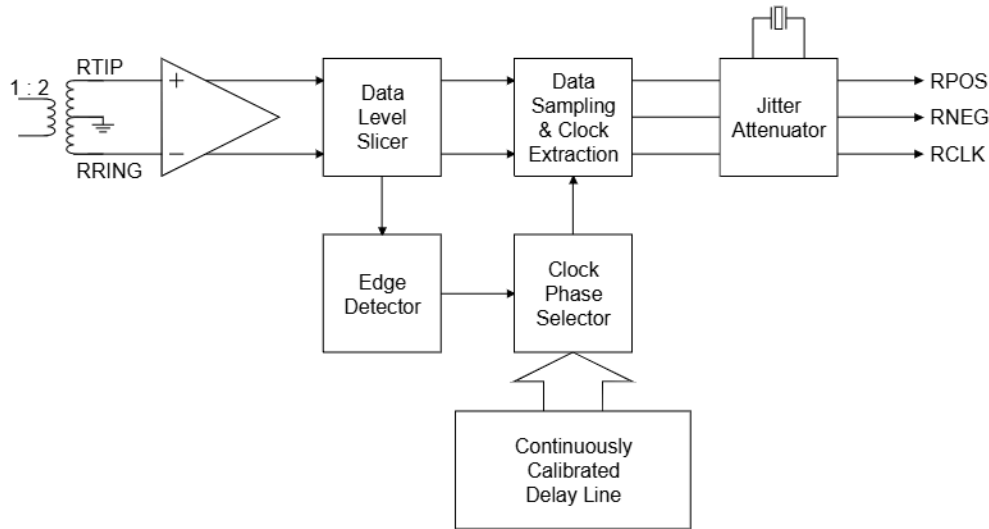 RTIP
1 : 2
+
−
RRING
Data
Level
Slicer
Data
Sampling
& Clock
Extraction
Jitter
Attenuator
RPOS
RNEG
RCLK
Edge
Detector
Clock
Phase
Selector
Continuously
Calibrated
Delay Line